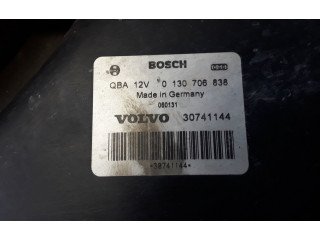 BOSCH
QBA 12V 0 130 706 838
Made in Germany
060131
VOLVO 30741144
*30741144*